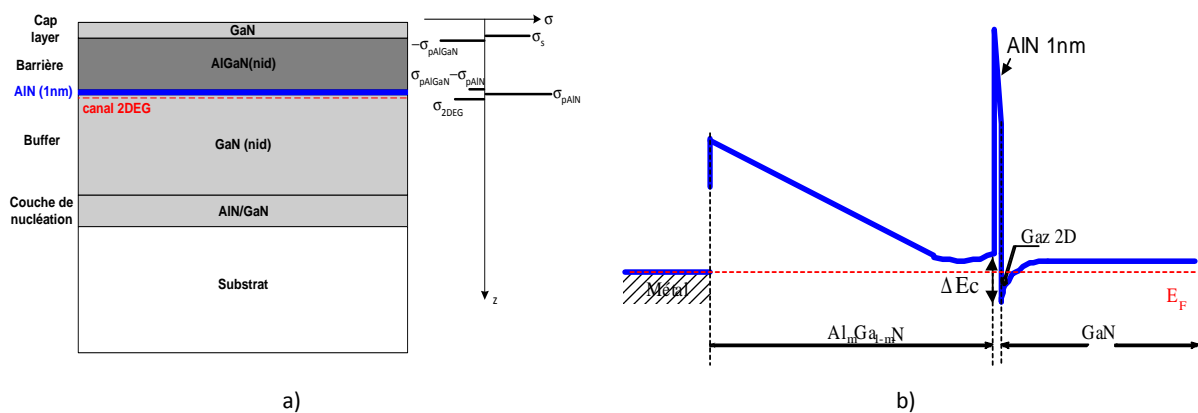 Cap
layer
GaN
Barrière
AlGaN(nid)
AlN (1nm)
canal 2DEG
Buffer
GaN (nid)
Couche de
nucléation
AlN/GaN
Substrat
σ
σs
−σpAlGaN
σpAlGaN−σpAlN
σpAlN
σ2DEG
z
a)
AlN 1nm
Gaz 2D
Métal
ΔEc
EF
AlmGa1-mN
GaN
b)